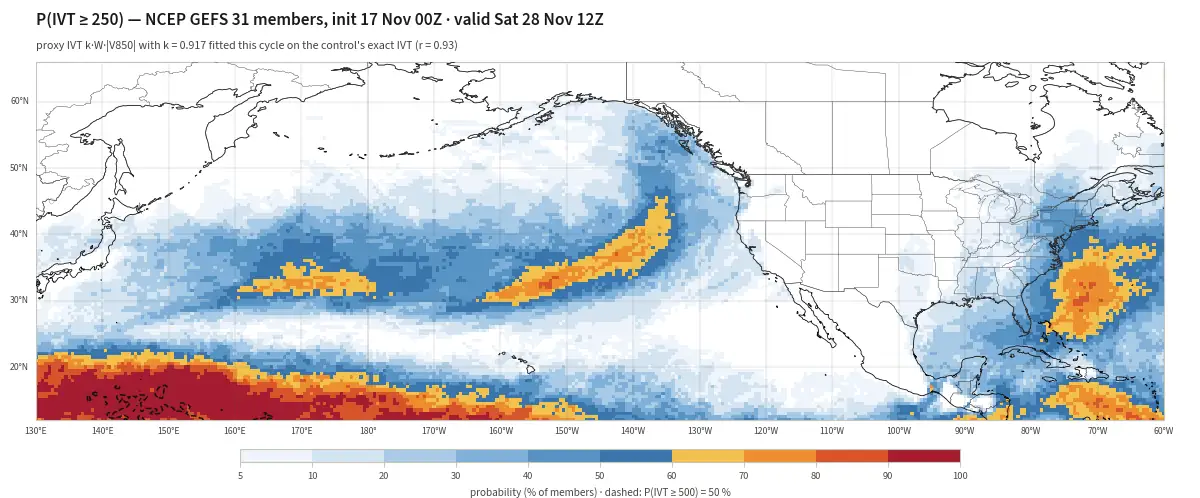 P(IVT ≥ 250) — NCEP GEFS 31 members, init 17 Nov 00Z · valid Sat 28 Nov 12Z
proxy IVT k·W·|V850| with k = 0.917 fitted this cycle on the control's exact IVT (r = 0.93)
60°N
50°N
40°N
30°N
20°N
130°E 140°E 150°E 160°E 170°E 180° 170°W 160°W 150°W 140°W 130°W 120°W 110°W 100°W 90°W 80°W 70°W 60°W
5 10 20 30 40 50 60 70 80 90 100
probability (% of members) · dashed: P(IVT ≥ 500) = 50 %